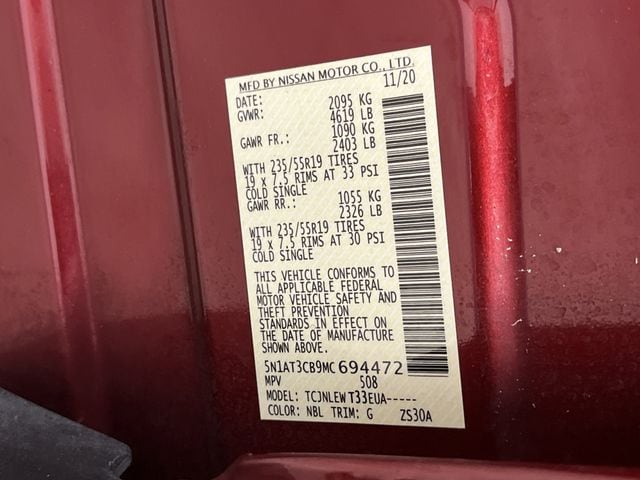 MFD BY NISSAN MOTOR CO., LTD.
DATE: 11/20
GVWR: 2095 KG
4619 LB
GAWR FR.: 1090 KG
2403 LB
WITH 235/55R19 TIRES
19 x 7.5 RIMS AT 33 PSI
COLD SINGLE
GAWR RR.: 1055 KG
2326 LB
WITH 235/55R19 TIRES
19 x 7.5 RIMS AT 30 PSI
COLD SINGLE
THIS VEHICLE CONFORMS TO
ALL APPLICABLE FEDERAL
MOTOR VEHICLE SAFETY AND
THEFT PREVENTION
STANDARDS IN EFFECT ON
THE DATE OF MANUFACTURE
SHOWN ABOVE.
5N1AT3CB9MC694472
MPV 508
MODEL: TCJNLEW T33EUA-----
COLOR: NBL TRIM: G ZS30A